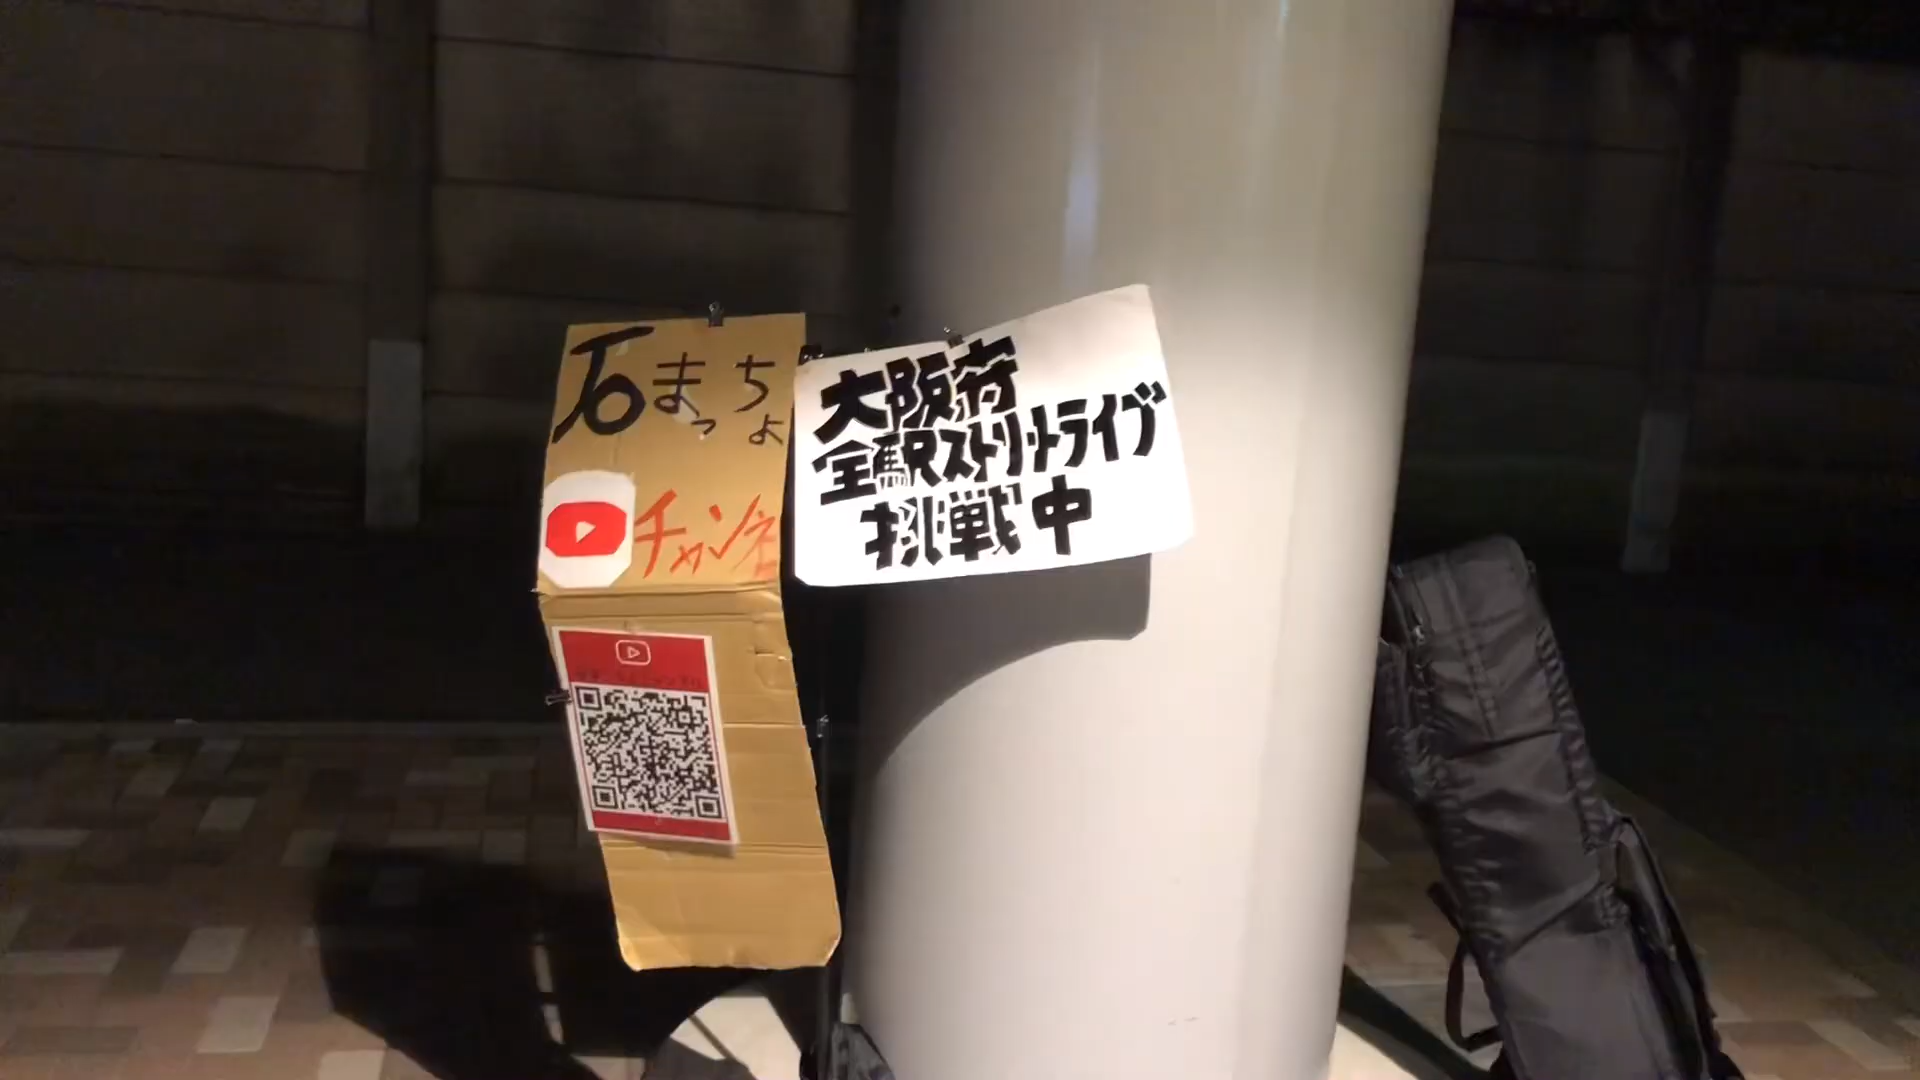 石まっちょ
チャンネ
大阪府
全駅ストリートライブ
挑戦中